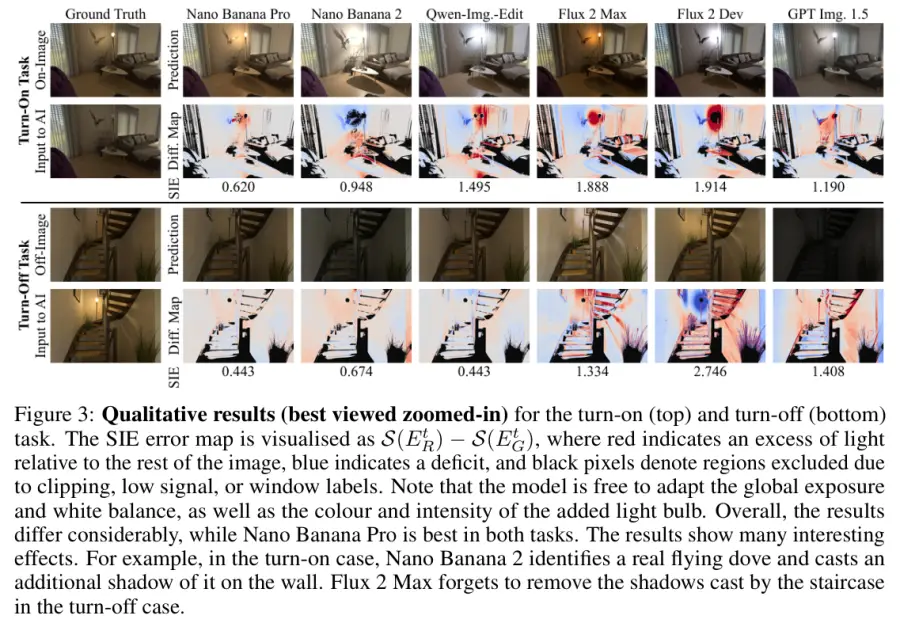 Ground Truth Nano Banana Pro Nano Banana 2 Qwen-Img.-Edit Flux 2 Max Flux 2 Dev GPT Img. 1.5
Turn-On Task
On-Image
Input to AI
Prediction
Diff. Map
SIE
0.620 0.948 1.495 1.888 1.914 1.190
Turn-Off Task
Off-Image
Input to AI
Prediction
Diff. Map
SIE
0.443 0.674 0.443 1.334 2.746 1.408
Figure 3: Qualitative results (best viewed zoomed-in) for the turn-on (top) and turn-off (bottom)
task. The SIE error map is visualised as S(E^t_R) − S(E^t_G), where red indicates an excess of light
relative to the rest of the image, blue indicates a deficit, and black pixels denote regions excluded due
to clipping, low signal, or window labels. Note that the model is free to adapt the global exposure
and white balance, as well as the colour and intensity of the added light bulb. Overall, the results
differ considerably, while Nano Banana Pro is best in both tasks. The results show many interesting
effects. For example, in the turn-on case, Nano Banana 2 identifies a real flying dove and casts an
additional shadow of it on the wall. Flux 2 Max forgets to remove the shadows cast by the staircase
in the turn-off case.